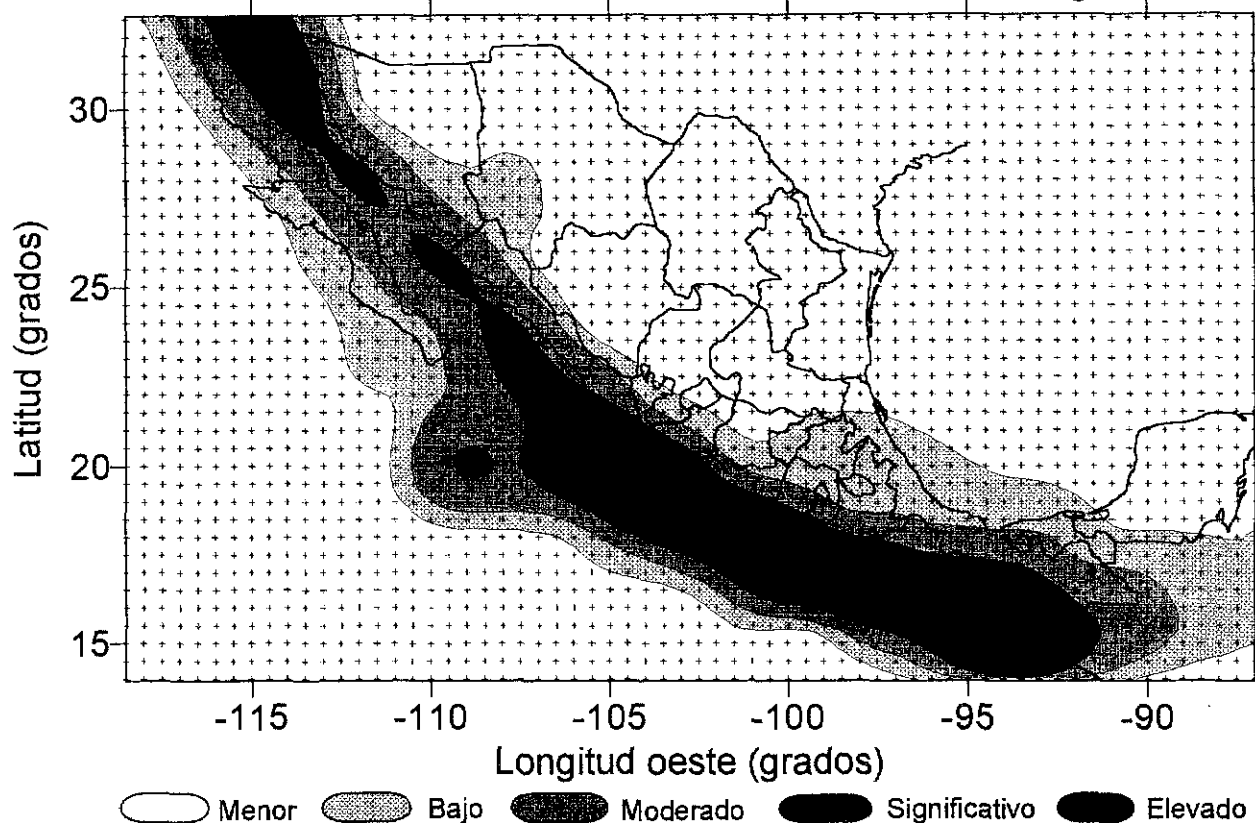 Latitud (grados)
30
25
20
15
-115 -110 -105 -100 -95 -90
Longitud oeste (grados)
Menor Bajo Moderado Significativo Elevado